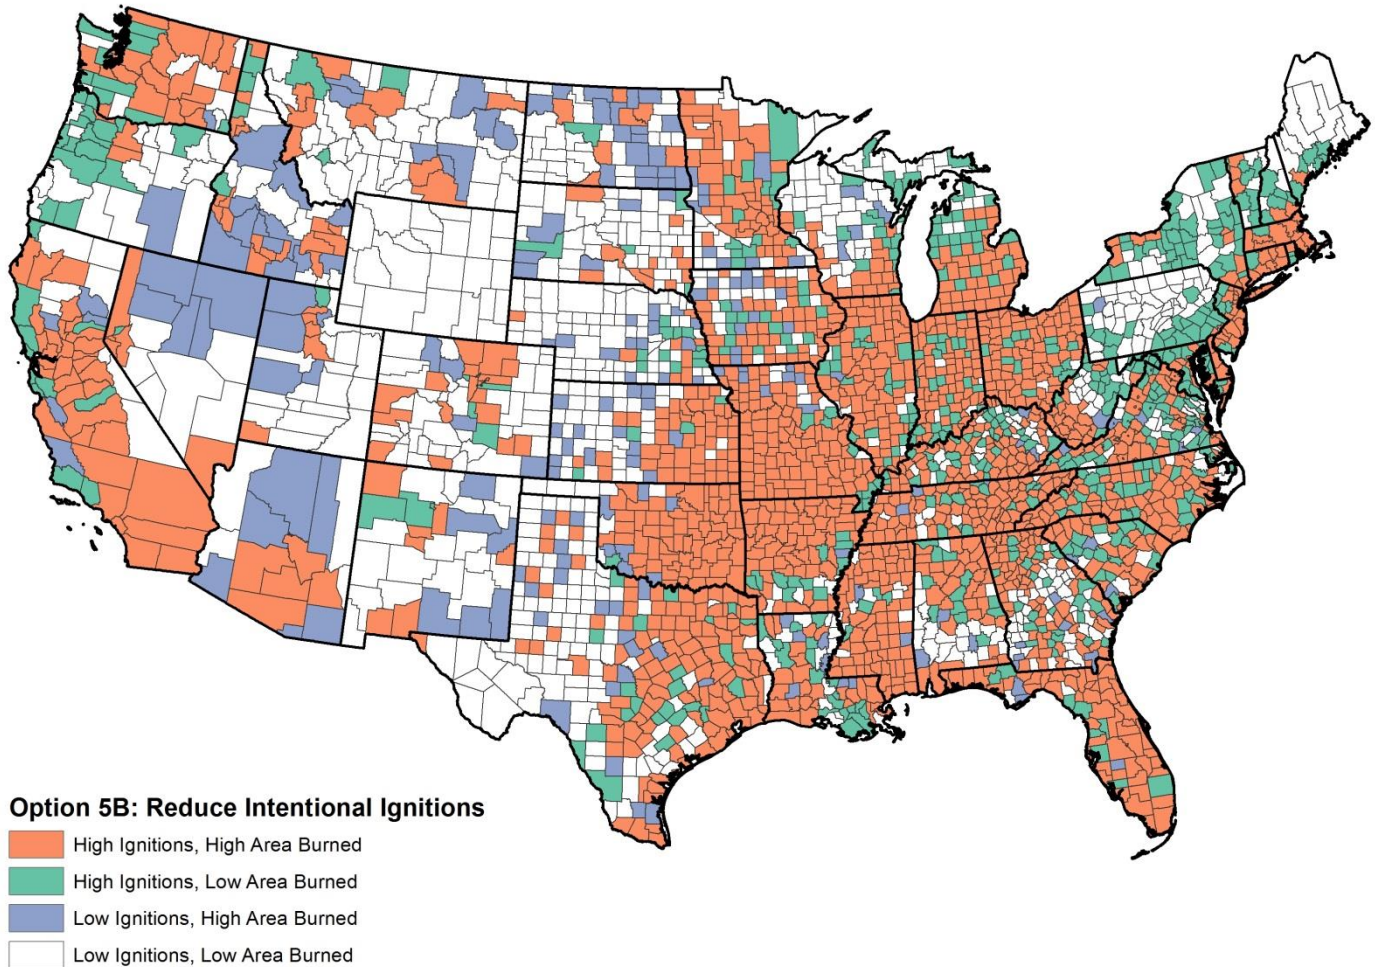 Option 5B: Reduce Intentional Ignitions
High Ignitions, High Area Burned
High Ignitions, Low Area Burned
Low Ignitions, High Area Burned
Low Ignitions, Low Area Burned